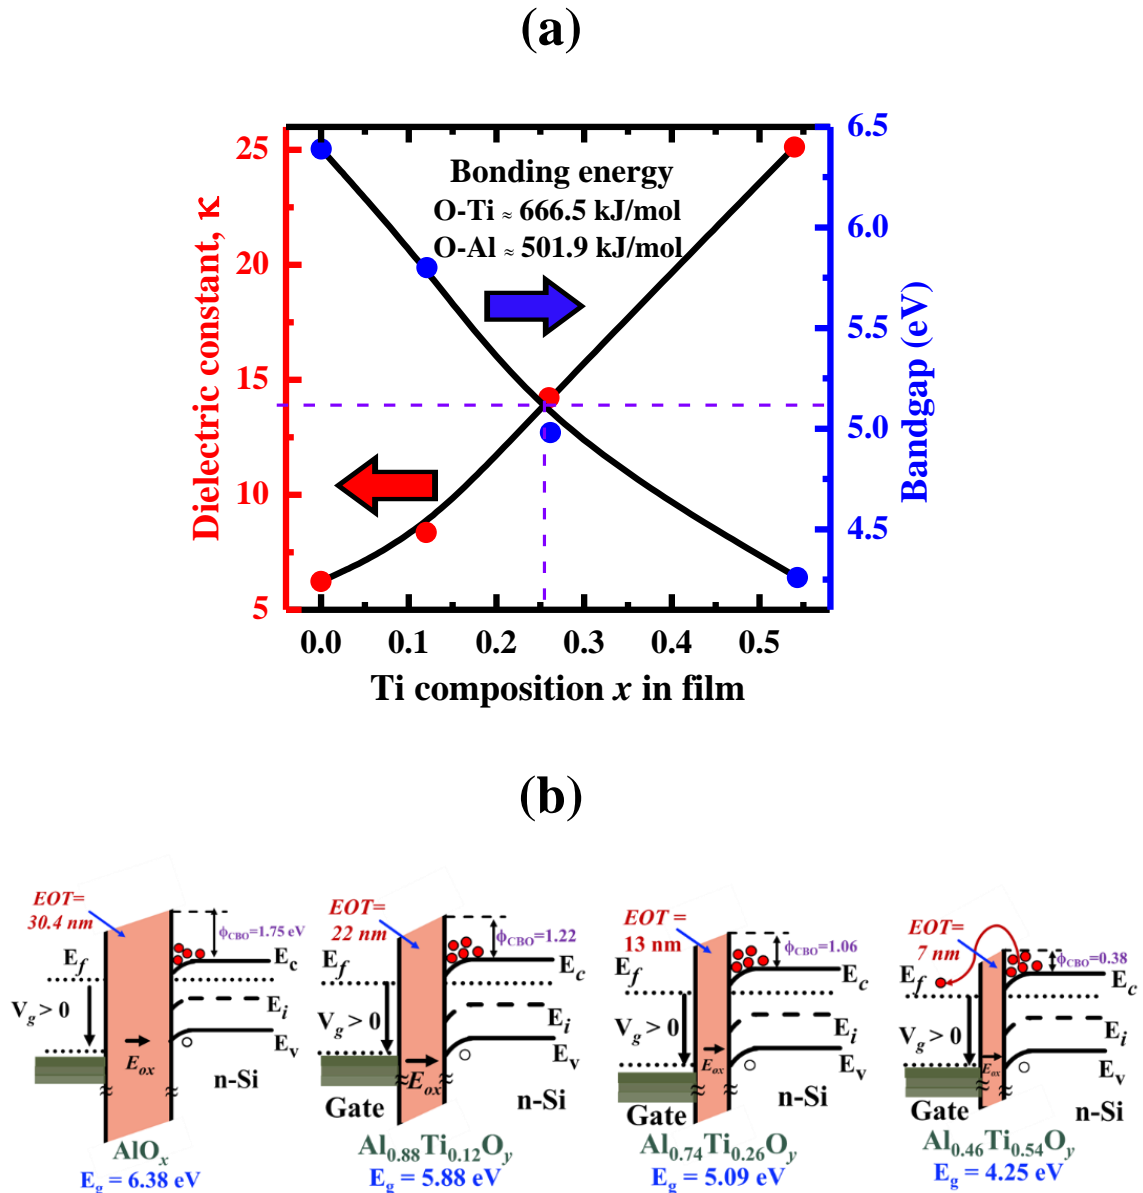 (a)
Bonding energy
O-Ti ≈ 666.5 kJ/mol
O-Al ≈ 501.9 kJ/mol
Dielectric constant, κ
25
20
15
10
5
Bandgap (eV)
6.5
6.0
5.5
5.0
4.5
0.0 0.1 0.2 0.3 0.4 0.5
Ti composition x in film
(b)
EOT=
30.4 nm
ϕCBO=1.75 eV
Ef
Ec
Vg > 0
Ei
Eox
Ev
n-Si
AlOx
Eg = 6.38 eV
EOT=
22 nm
ϕCBO=1.22
Ef
Ec
Vg > 0
Ei
Eox
Ev
Gate
n-Si
Al0.88Ti0.12Oy
Eg = 5.88 eV
EOT =
13 nm
ϕCBO=1.06
Ef
Ec
Vg > 0
Ei
Eox
Ev
Gate
n-Si
Al0.74Ti0.26Oy
Eg = 5.09 eV
EOT=
7 nm
ϕCBO=0.38
Ef
Ec
Vg > 0
Ei
Eox
Ev
Gate
n-Si
Al0.46Ti0.54Oy
Eg = 4.25 eV